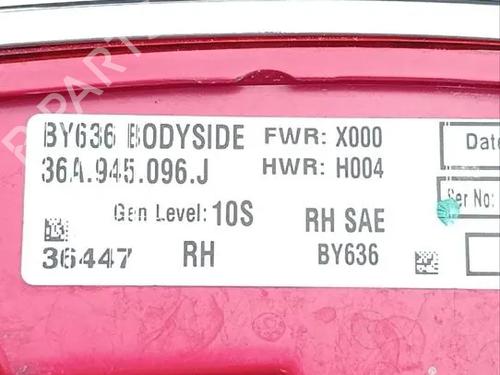 BY636 BODYSIDE FWR: X000
36A.945.096.J HWR: H004
Gen Level: 10S RH SAE
36447 RH BY636
Date
Ser No: